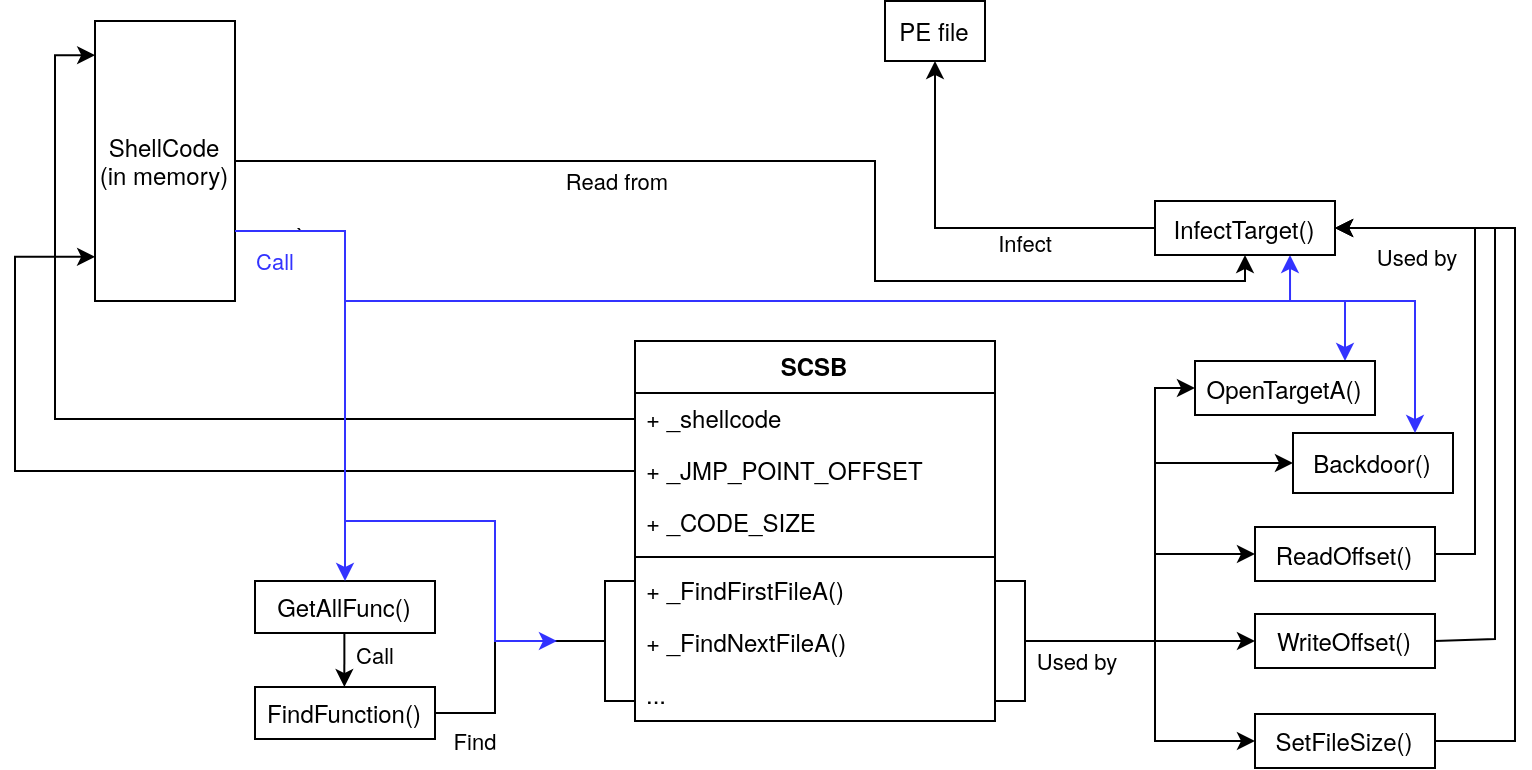 PE file
ShellCode
(in memory)
Read from
`
Call
InfectTarget()
Infect
Used by
SCSB
+ _shellcode
+ _JMP_POINT_OFFSET
+ _CODE_SIZE
+ _FindFirstFileA()
+ _FindNextFileA()
...
OpenTargetA()
Backdoor()
ReadOffset()
WriteOffset()
SetFileSize()
Used by
GetAllFunc()
Call
FindFunction()
Find